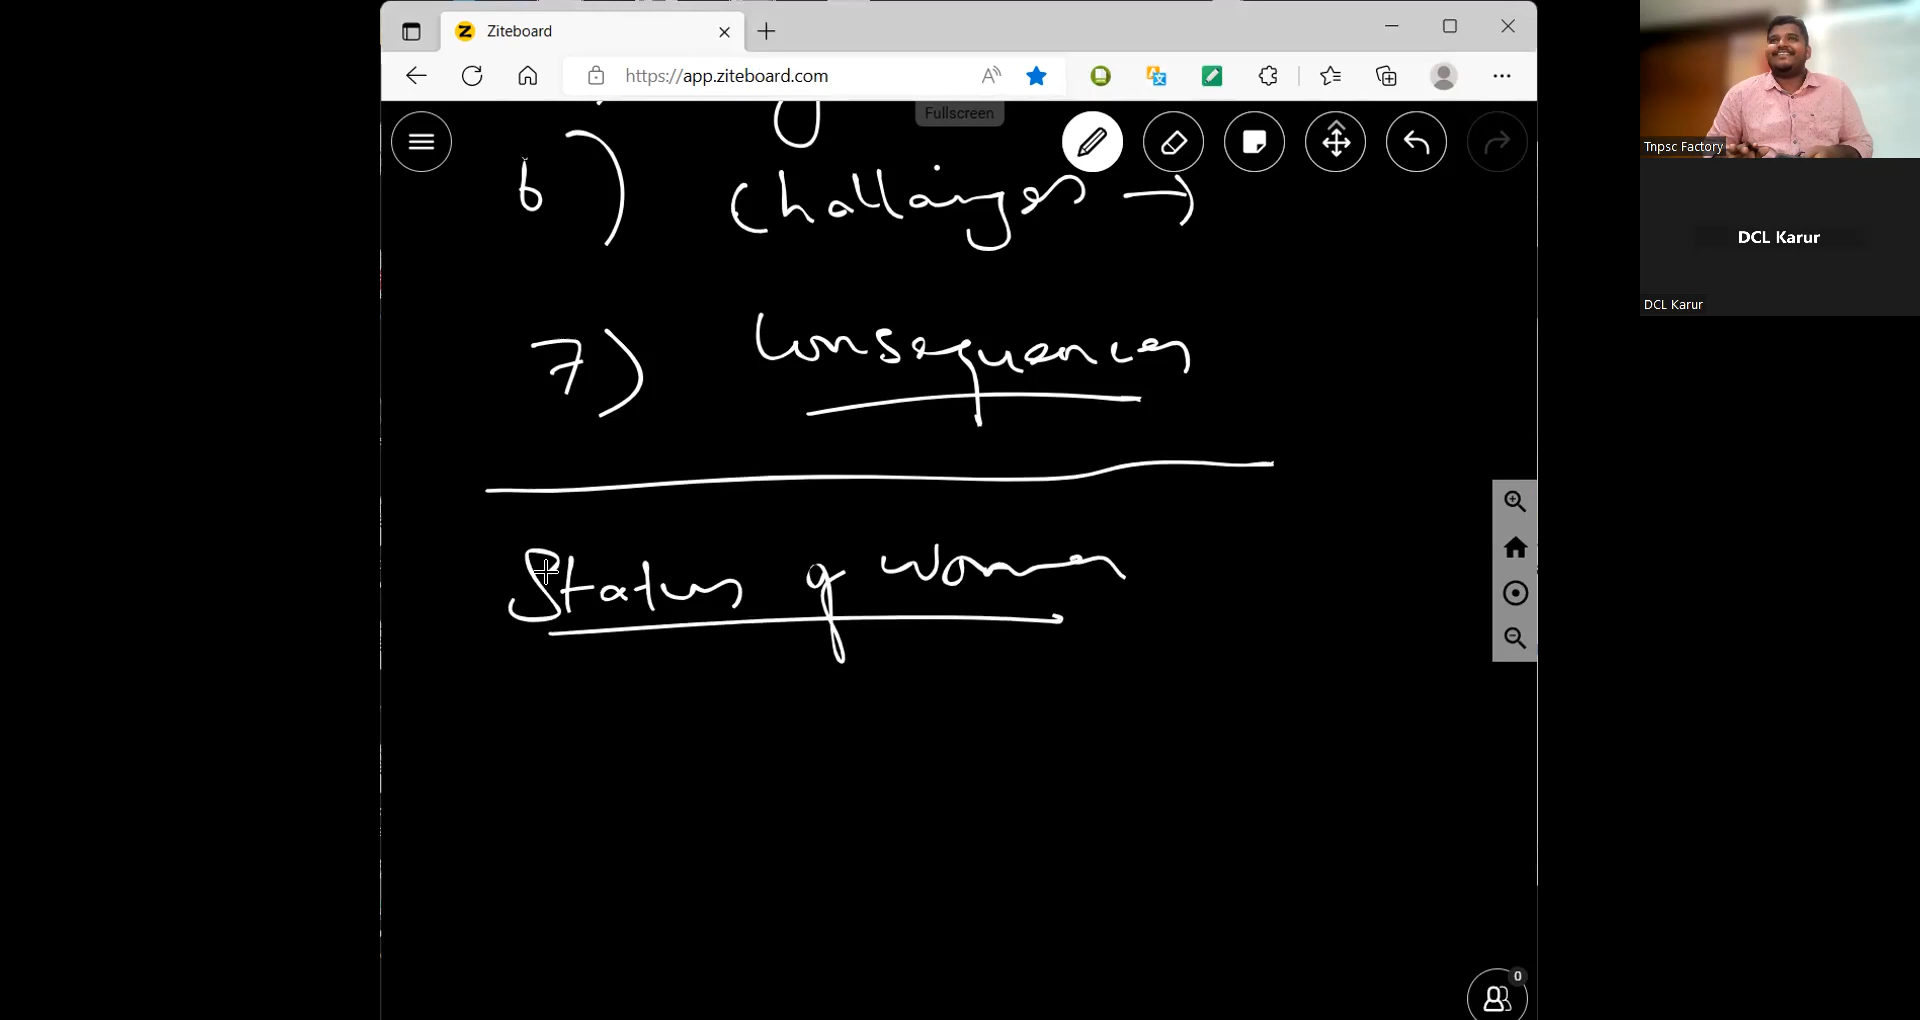 Ziteboard
https://app.ziteboard.com
Fullscreen
6) Challanges →
7) Consequences
Status of women
0
Tnpsc Factory
DCL Karur
DCL Karur